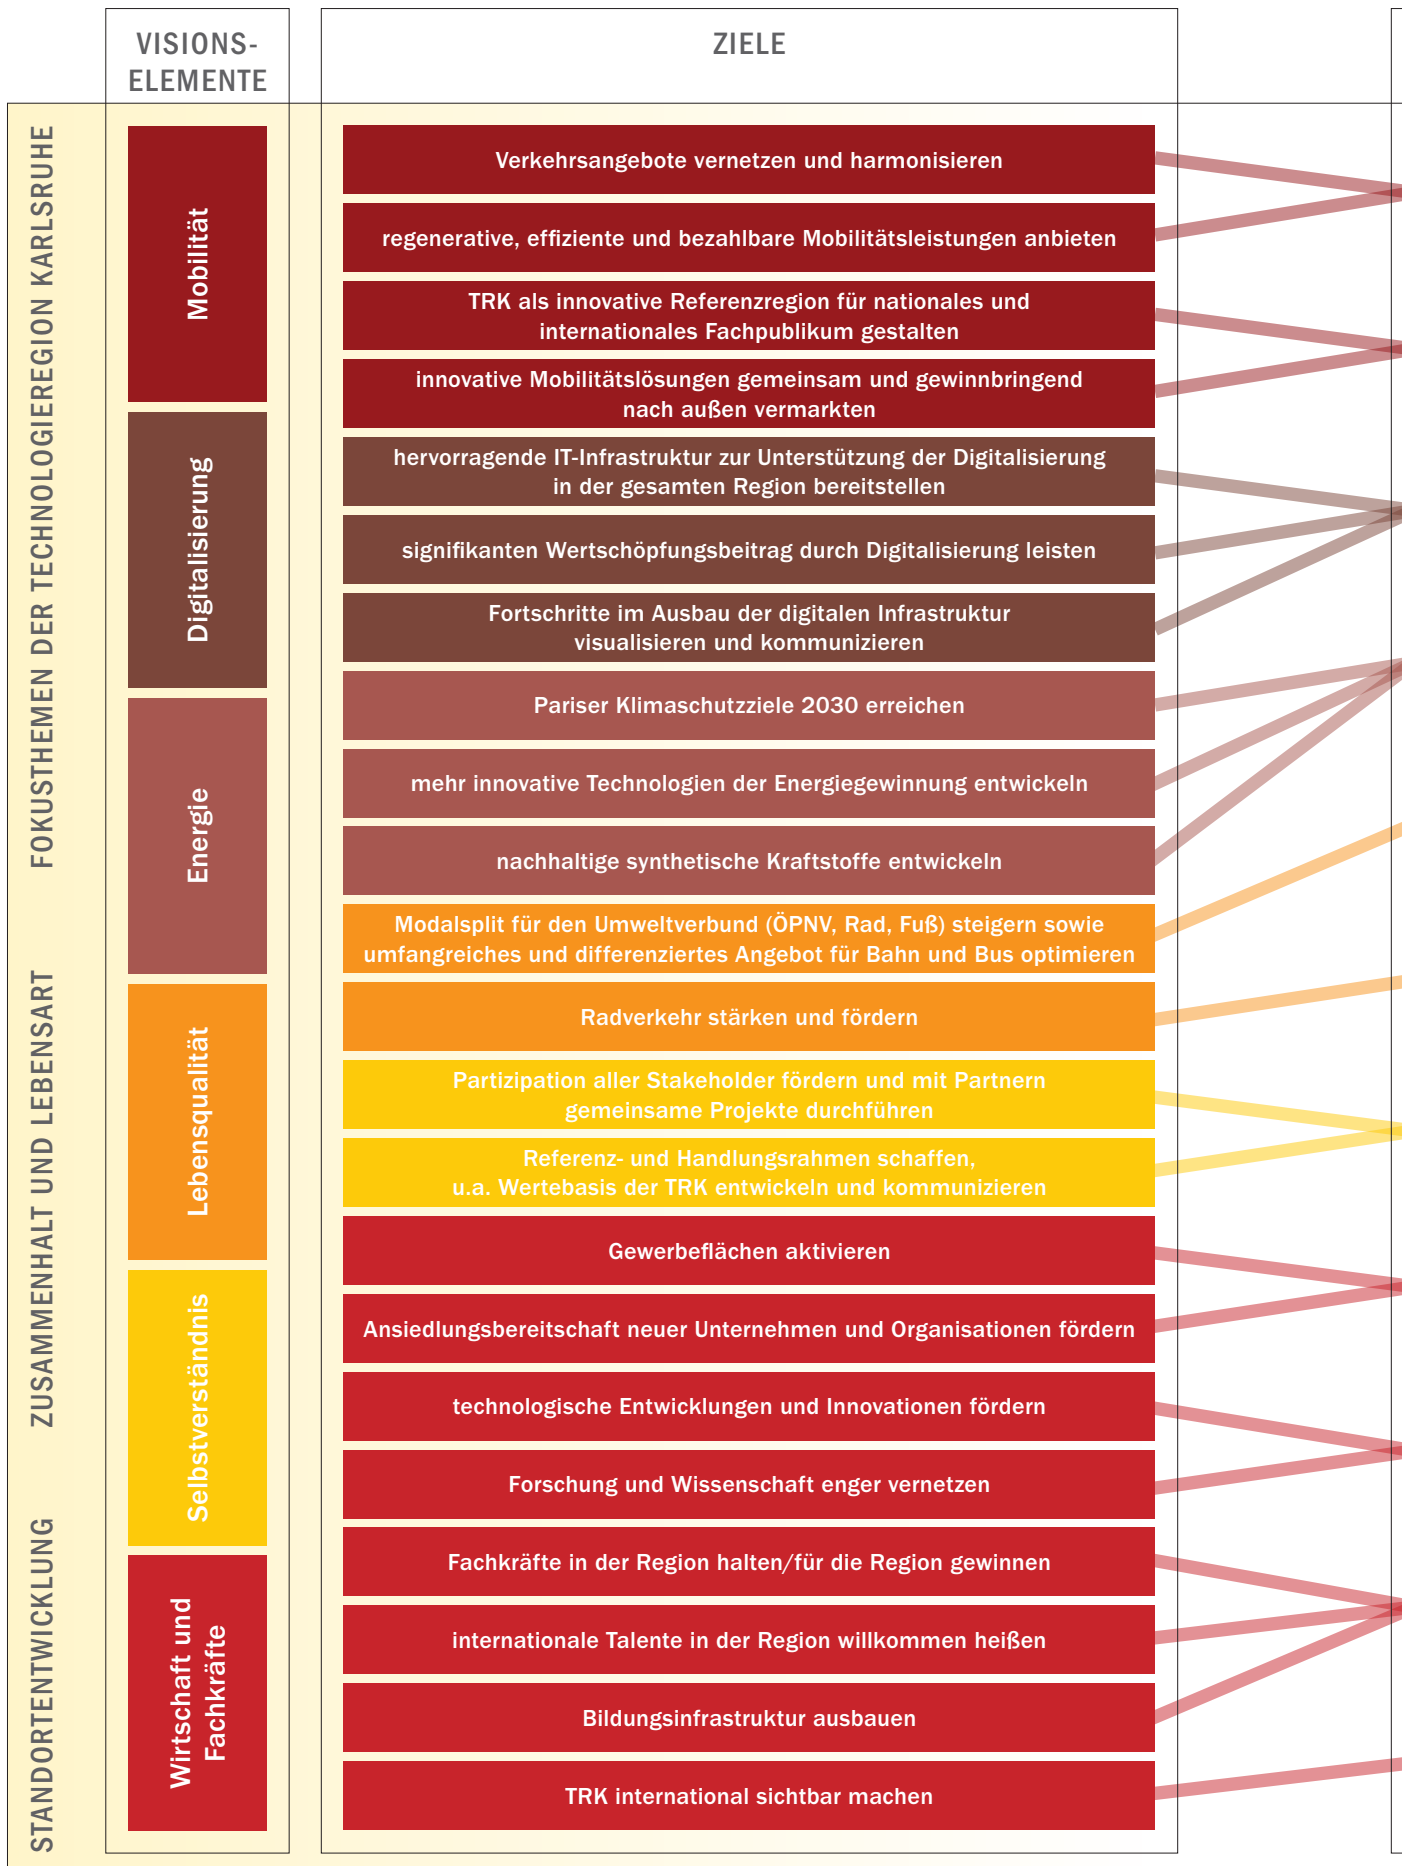 VISIONS-
ELEMENTE
ZIELE
FOKUSTHEMEN DER TECHNOLOGIEREGION KARLSRUHE
ZUSAMMENHALT UND LEBENSART
STANDORTENTWICKLUNG
Mobilität
Digitalisierung
Energie
Lebensqualität
Selbstverständnis
Wirtschaft und
Fachkräfte
Verkehrsangebote vernetzen und harmonisieren
regenerative, effiziente und bezahlbare Mobilitätsleistungen anbieten
TRK als innovative Referenzregion für nationales und
internationales Fachpublikum gestalten
innovative Mobilitätslösungen gemeinsam und gewinnbringend
nach außen vermarkten
hervorragende IT-Infrastruktur zur Unterstützung der Digitalisierung
in der gesamten Region bereitstellen
signifikanten Wertschöpfungsbeitrag durch Digitalisierung leisten
Fortschritte im Ausbau der digitalen Infrastruktur
visualisieren und kommunizieren
Pariser Klimaschutzziele 2030 erreichen
mehr innovative Technologien der Energiegewinnung entwickeln
nachhaltige synthetische Kraftstoffe entwickeln
Modalsplit für den Umweltverbund (ÖPNV, Rad, Fuß) steigern sowie
umfangreiches und differenziertes Angebot für Bahn und Bus optimieren
Radverkehr stärken und fördern
Partizipation aller Stakeholder fördern und mit Partnern
gemeinsame Projekte durchführen
Referenz- und Handlungsrahmen schaffen,
u.a. Wertebasis der TRK entwickeln und kommunizieren
Gewerbeflächen aktivieren
Ansiedlungsbereitschaft neuer Unternehmen und Organisationen fördern
technologische Entwicklungen und Innovationen fördern
Forschung und Wissenschaft enger vernetzen
Fachkräfte in der Region halten/für die Region gewinnen
internationale Talente in der Region willkommen heißen
Bildungsinfrastruktur ausbauen
TRK international sichtbar machen